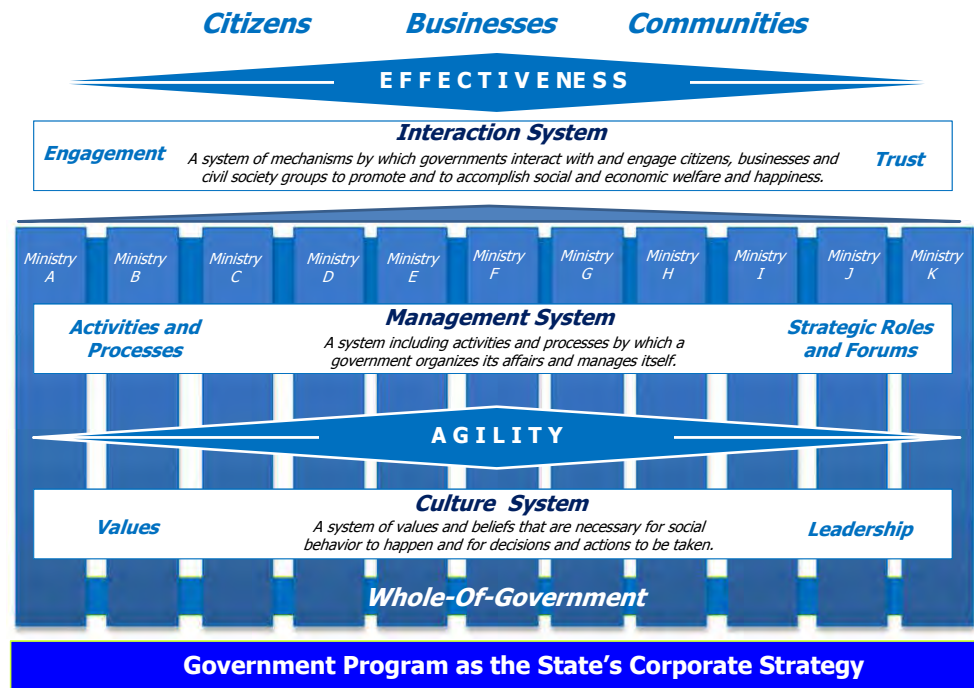 Citizens Businesses Communities
EFFECTIVENESS
Interaction System
Engagement
A system of mechanisms by which governments interact with and engage citizens, businesses and
civil society groups to promote and to accomplish social and economic welfare and happiness.
Trust
Ministry A
Ministry B
Ministry C
Ministry D
Ministry E
Ministry F
Ministry G
Ministry H
Ministry I
Ministry J
Ministry K
Activities and
Processes
Management System
A system including activities and processes by which a
government organizes its affairs and manages itself.
Strategic Roles
and Forums
AGILITY
Culture System
Values
A system of values and beliefs that are necessary for social
behavior to happen and for decisions and actions to be taken.
Leadership
Whole-Of-Government
Government Program as the State's Corporate Strategy